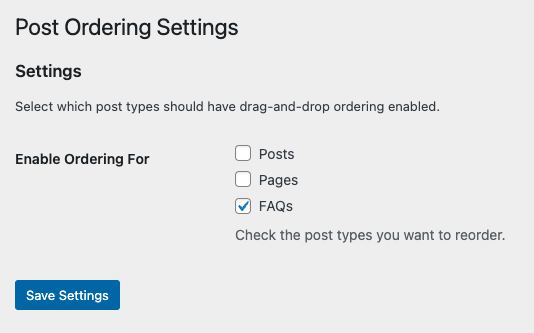 Post Ordering Settings
Settings
Select which post types should have drag-and-drop ordering enabled.
Enable Ordering For
Posts
Pages
FAQs
Check the post types you want to reorder.
Save Settings